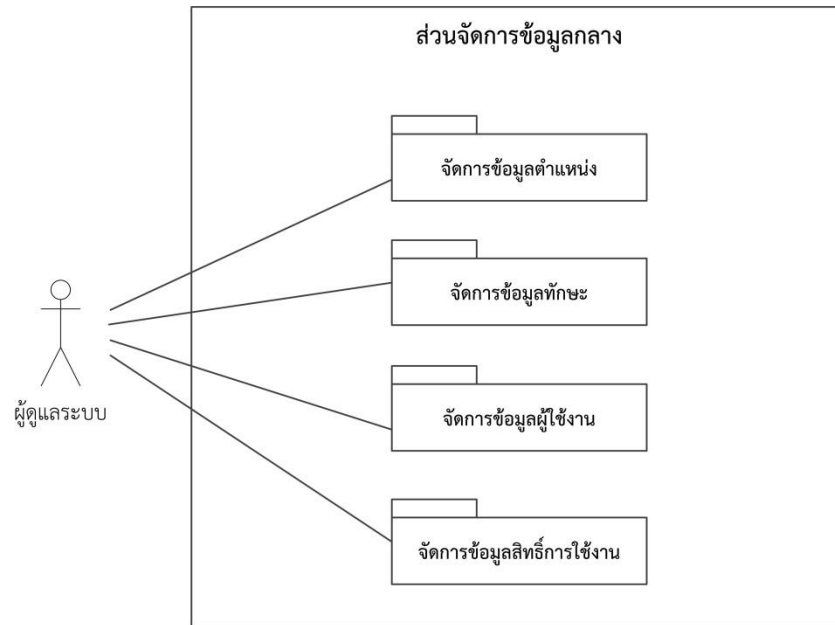 ส่วนจัดการข้อมูลกลาง
จัดการข้อมูลตำแหน่ง
จัดการข้อมูลทักษะ
จัดการข้อมูลผู้ใช้งาน
จัดการข้อมูลสิทธิ์การใช้งาน
ผู้ดูแลระบบ